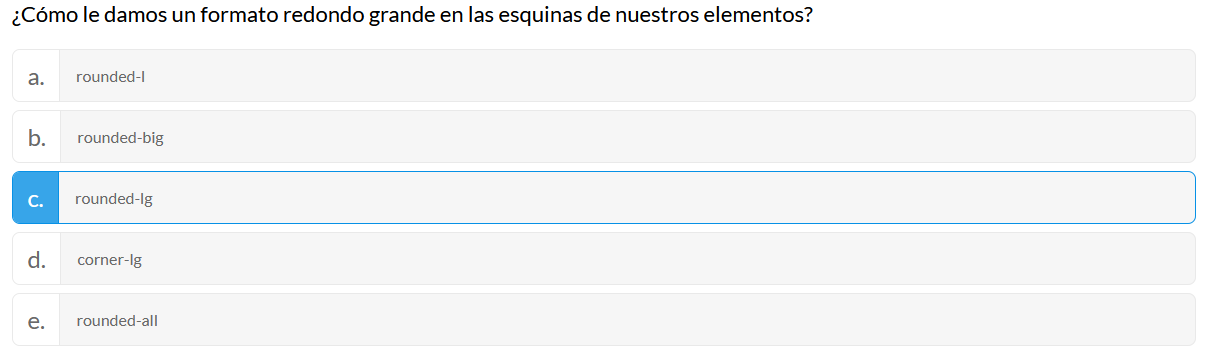 ¿Cómo le damos un formato redondo grande en las esquinas de nuestros elementos?
a. rounded-l
b. rounded-big
c. rounded-lg
d. corner-lg
e. rounded-all